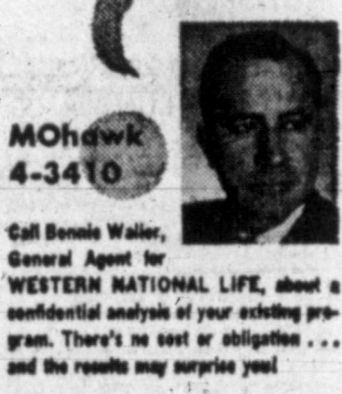 MOhawk
4-3410
Call Bonnie Waller,
General Agent for
WESTERN NATIONAL LIFE, about a
confidential analysis of your existing pro-
gram. There's no cost or obligation . . .
and the results may surprise you!